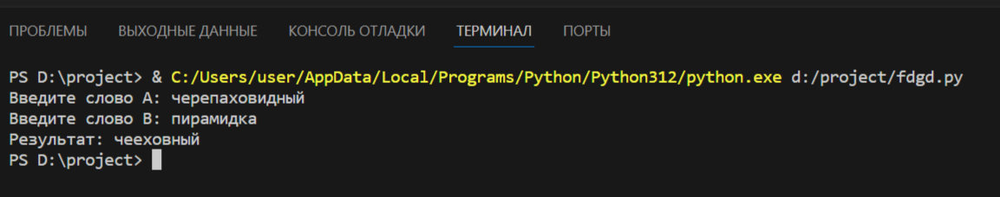 ПРОБЛЕМЫ ВЫХОДНЫЕ ДАННЫЕ КОНСОЛЬ ОТЛАДКИ ТЕРМИНАЛ ПОРТЫ
PS D:\project> & C:/Users/user/AppData/Local/Programs/Python/Python312/python.exe d:/project/fdgd.py
Введите слово A: черепаховидный
Введите слово B: пирамидка
Результат: чееховный
PS D:\project>